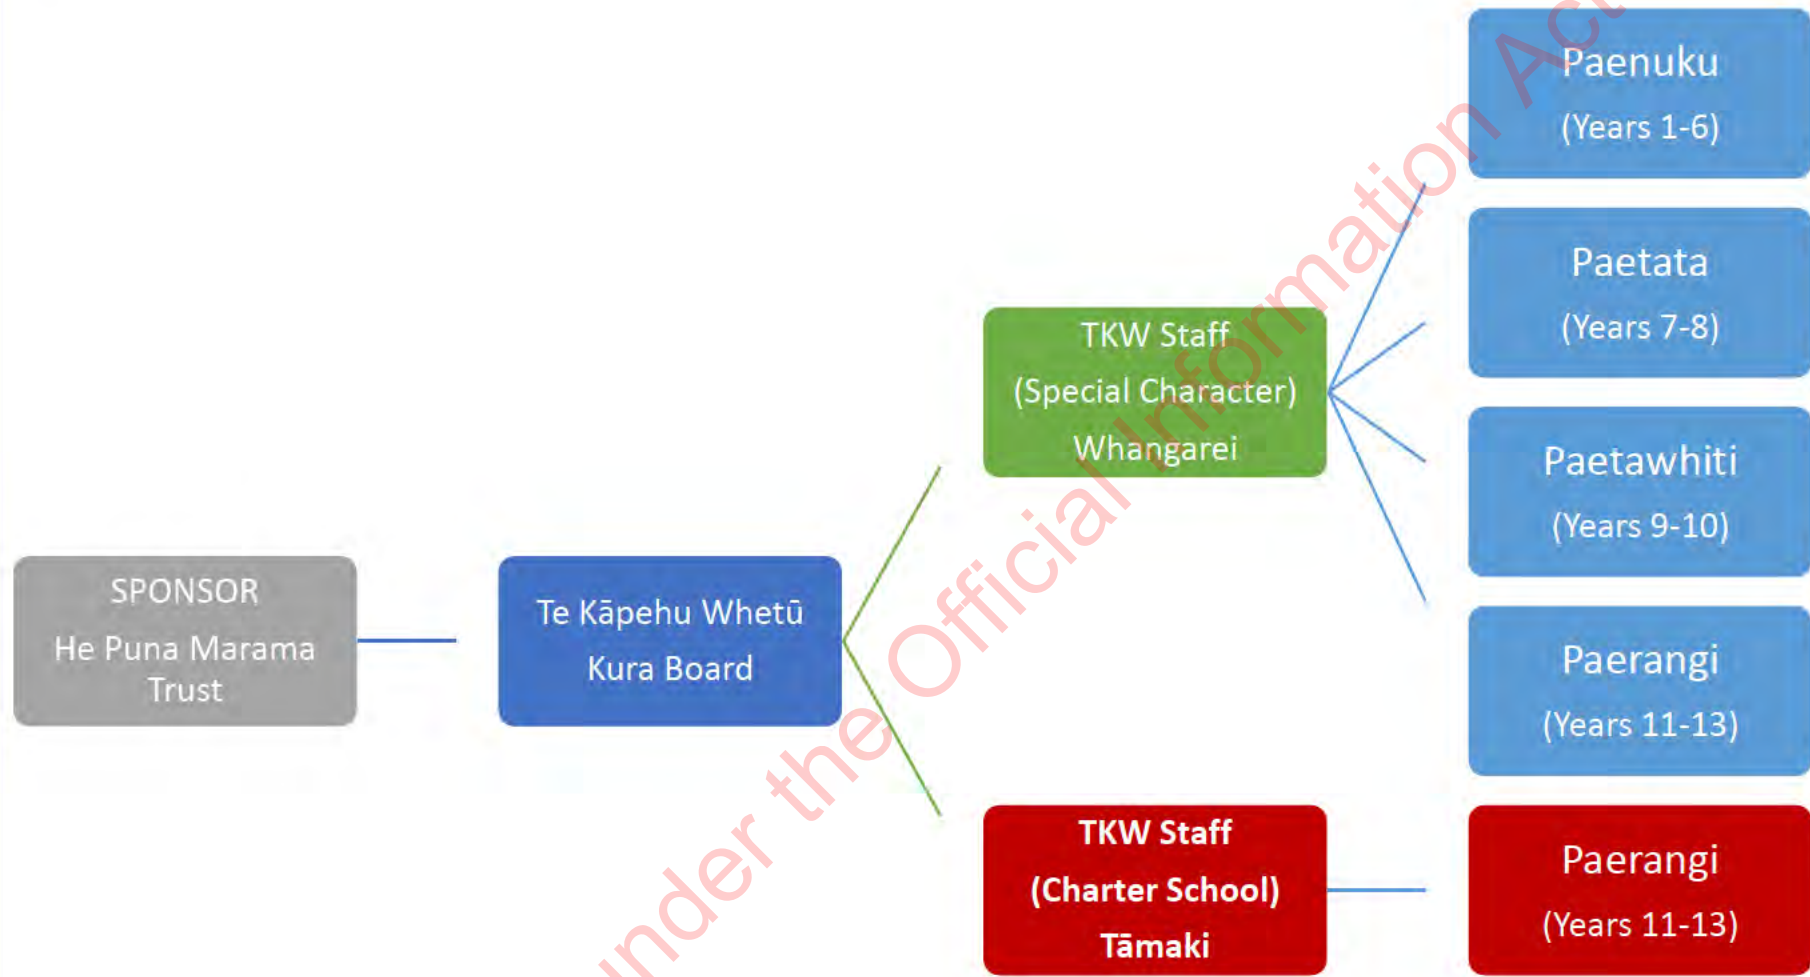 SPONSOR
He Puna Marama
Trust
Te Kāpehu Whetū
Kura Board
TKW Staff
(Special Character)
Whangarei
TKW Staff
(Charter School)
Tāmaki
Paenuku
(Years 1-6)
Paetata
(Years 7-8)
Paetawhiti
(Years 9-10)
Paerangi
(Years 11-13)
Paerangi
(Years 11-13)
under the Official Information Act